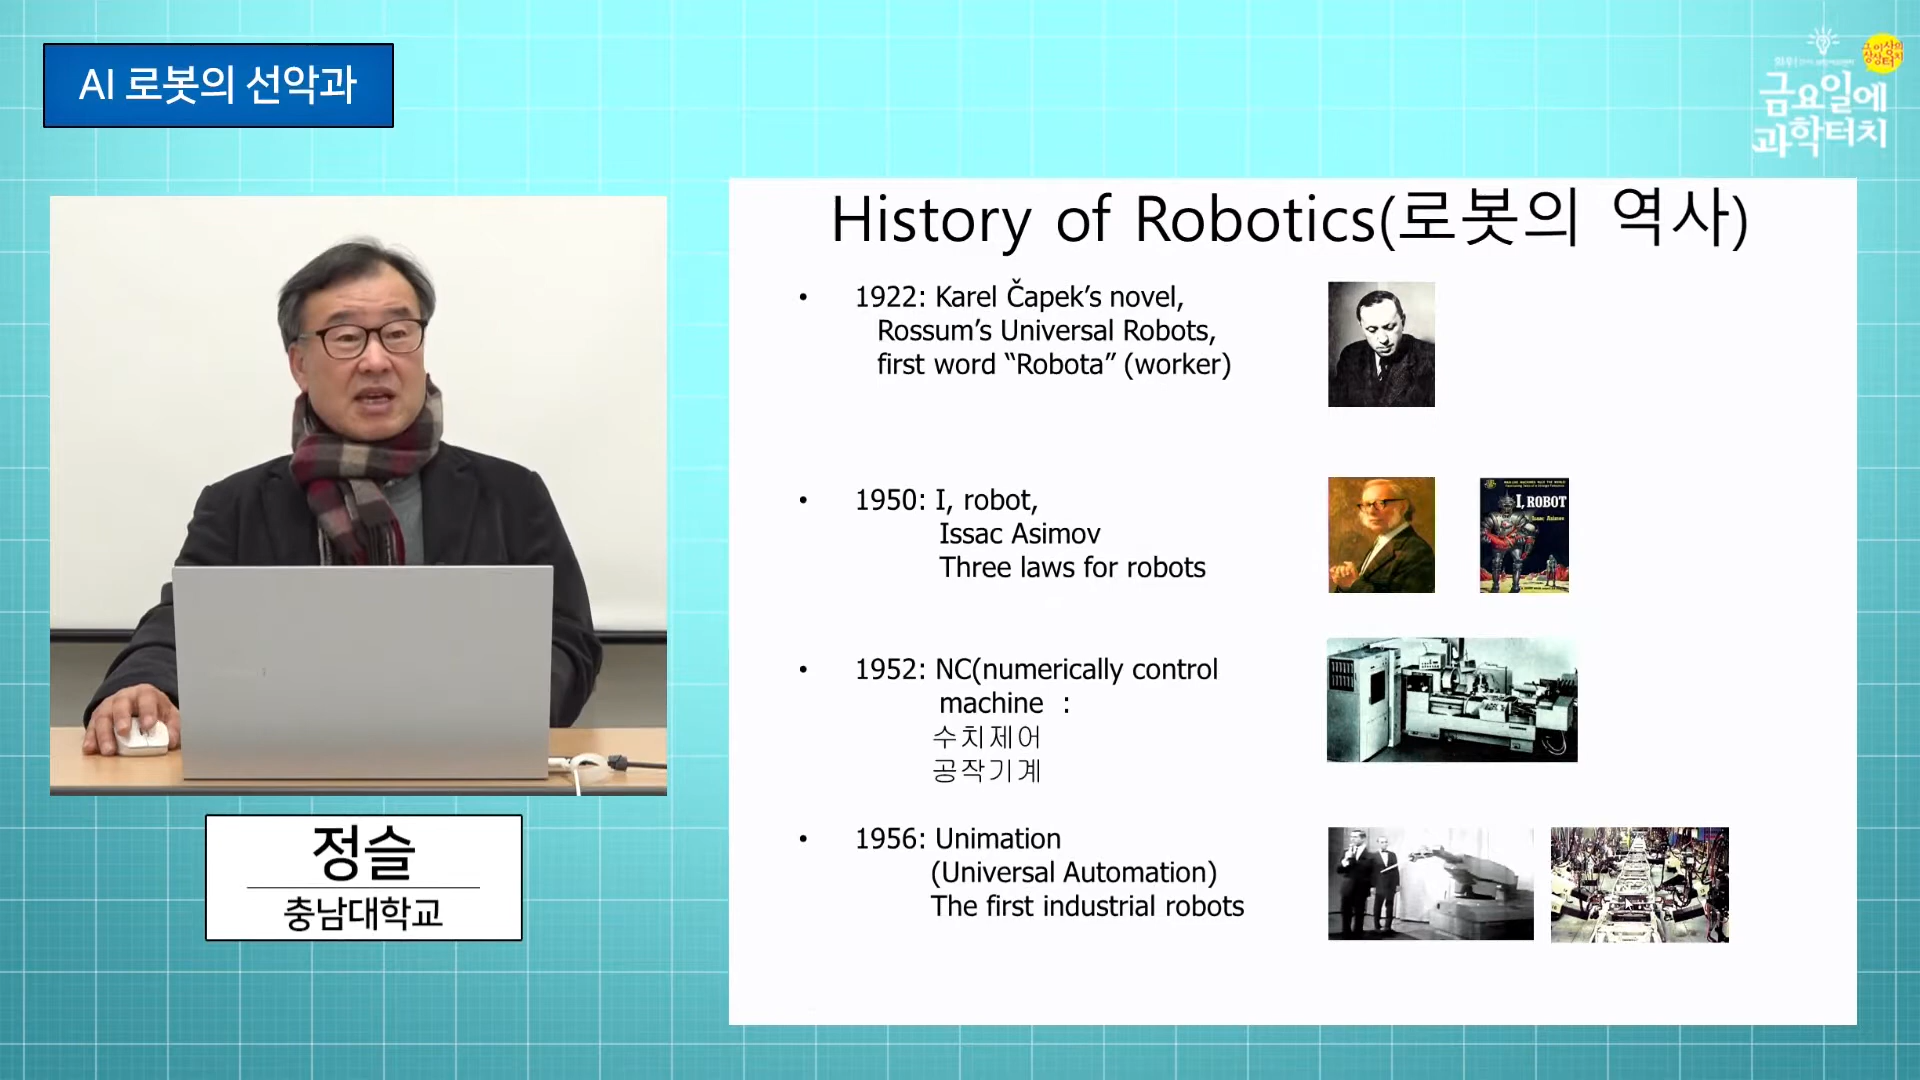 AI 로봇의 선악과
금요일에
과학터치
History of Robotics(로봇의 역사)
• 1922: Karel Čapek’s novel,
Rossum’s Universal Robots,
first word “Robota” (worker)
• 1950: I, robot,
Issac Asimov
Three laws for robots
I, ROBOT
Isaac Asimov
• 1952: NC(numerically control
machine :
수치제어
공작기계
• 1956: Unimation
(Universal Automation)
The first industrial robots
정슬
충남대학교